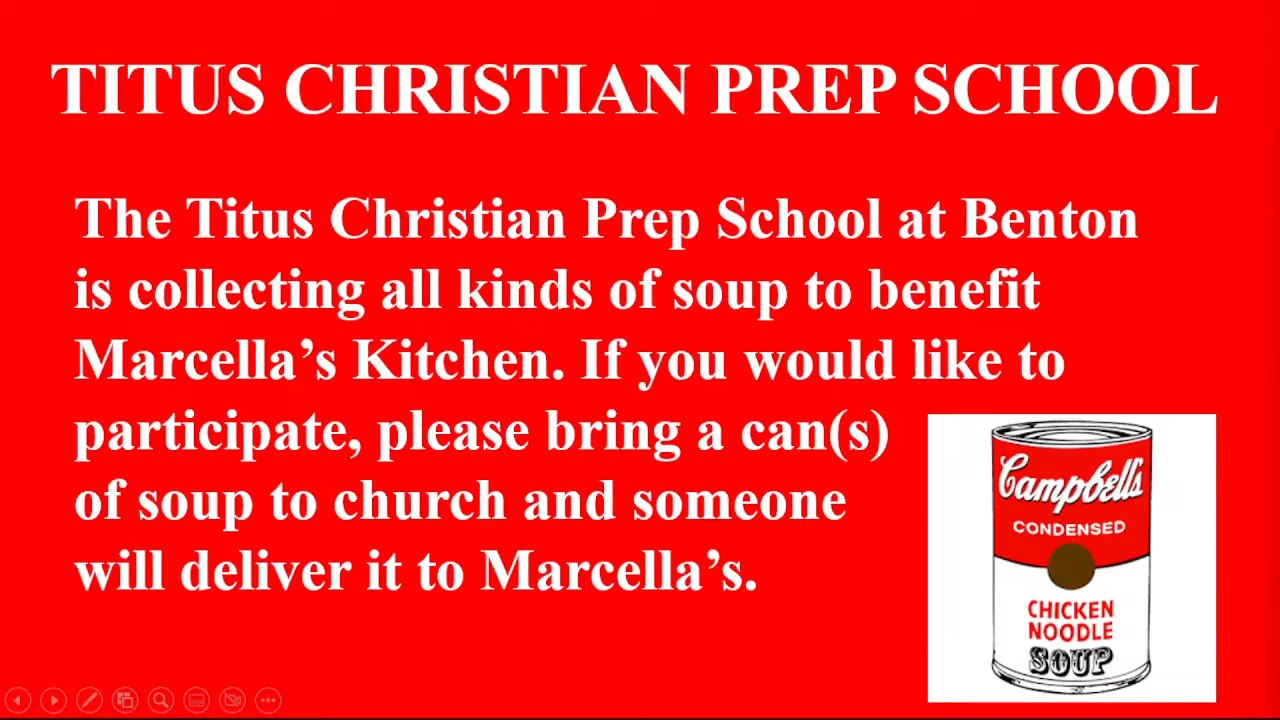 TITUS CHRISTIAN PREP SCHOOL
The Titus Christian Prep School at Benton
is collecting all kinds of soup to benefit
Marcella’s Kitchen. If you would like to
participate, please bring a can(s)
of soup to church and someone
will deliver it to Marcella’s.
Campbell's
CONDENSED
CHICKEN
NOODLE
SOUP